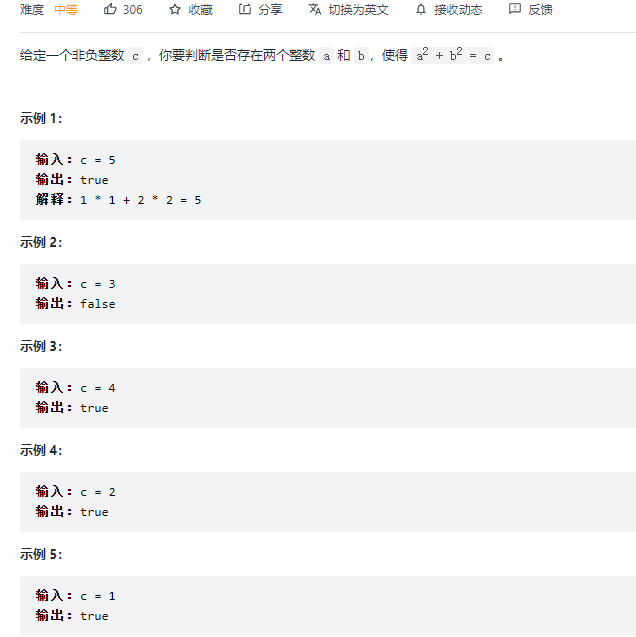 难度 中等 306 收藏 分享 切换为英文 接收动态 反馈
给定一个非负整数 c ，你要判断是否存在两个整数 a 和 b，使得 a² + b² = c 。
示例 1：
输入：c = 5
输出：true
解释：1 * 1 + 2 * 2 = 5
示例 2：
输入：c = 3
输出：false
示例 3：
输入：c = 4
输出：true
示例 4：
输入：c = 2
输出：true
示例 5：
输入：c = 1
输出：true